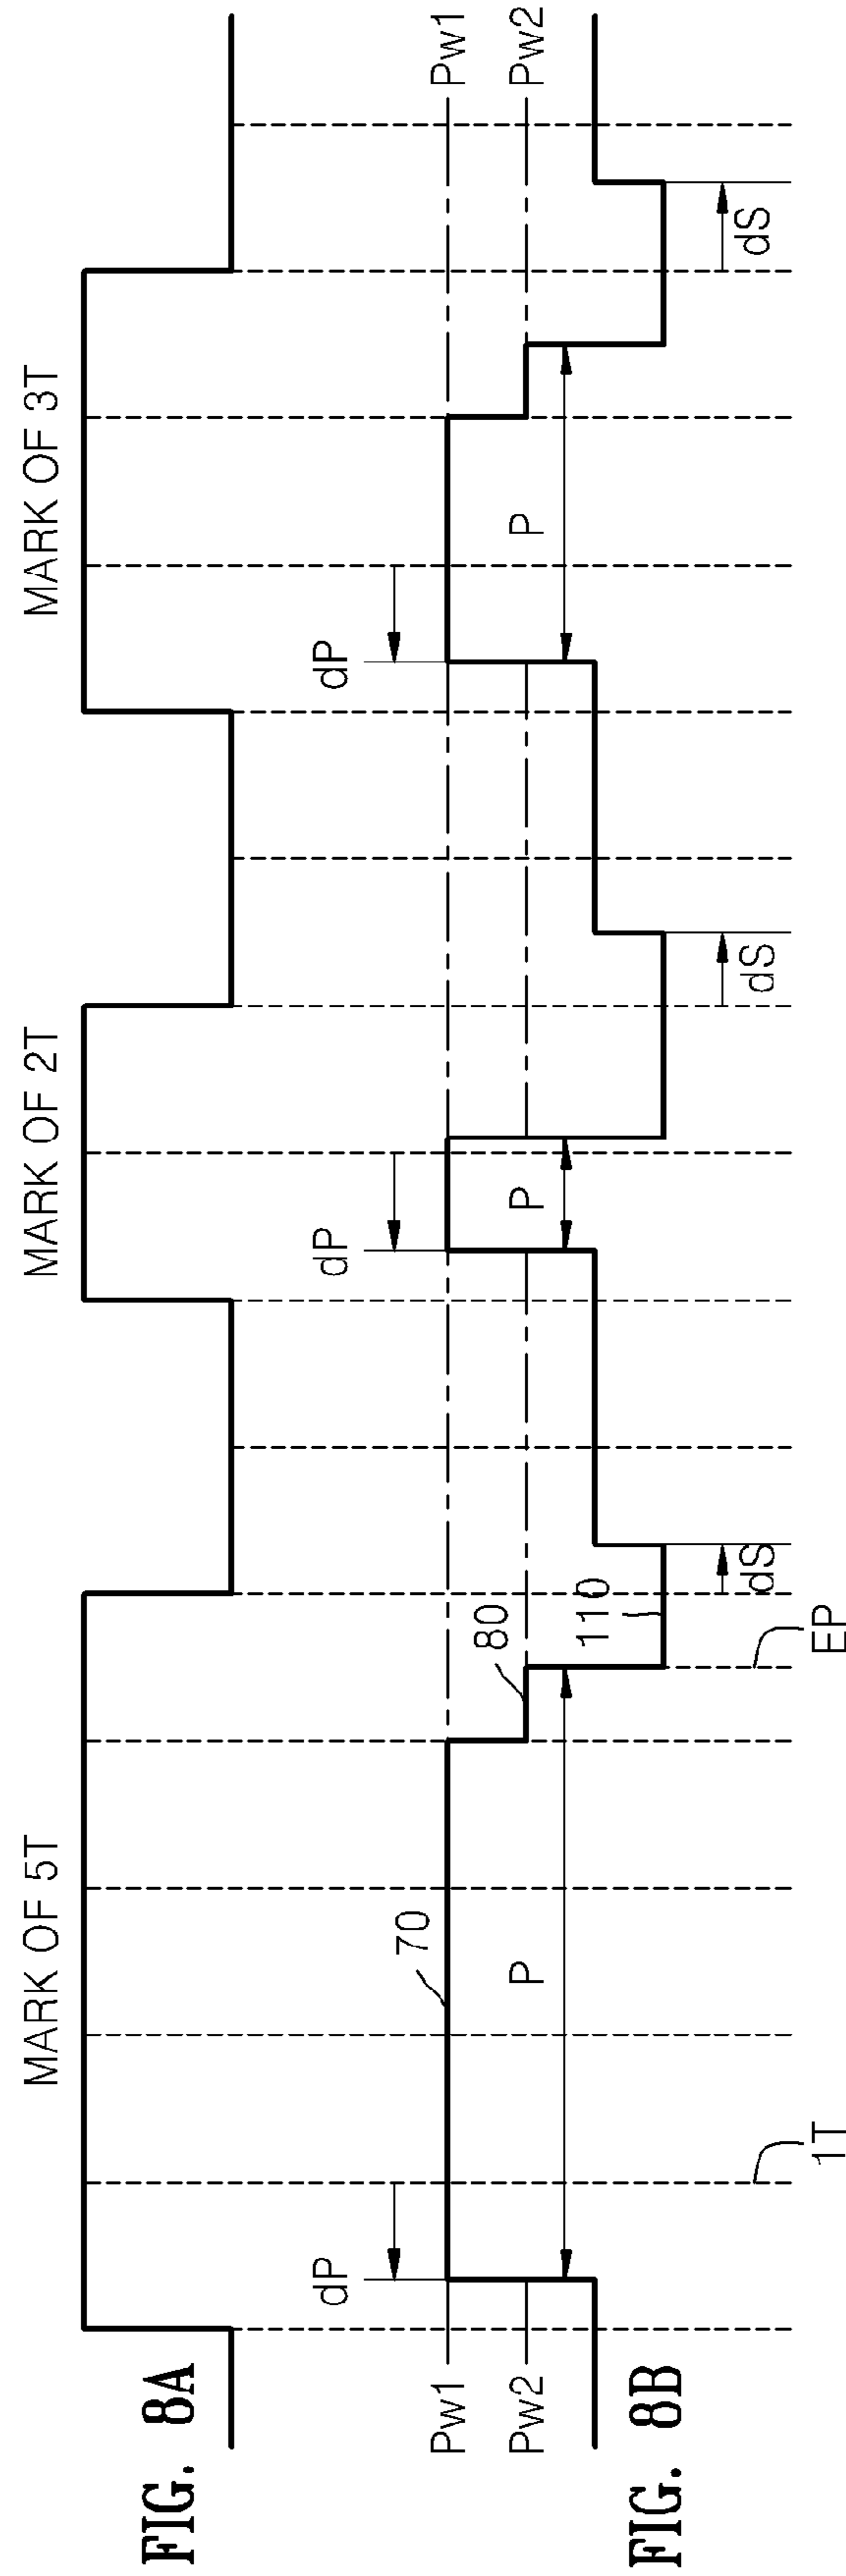 FIG. 8A
MARK OF 5T
MARK OF 2T
MARK OF 3T
FIG. 8B
Pw1
Pw2
dP
70
P
80
110
dS
1T
EP
dP
P
dS
dP
P
dS
Pw1
Pw2